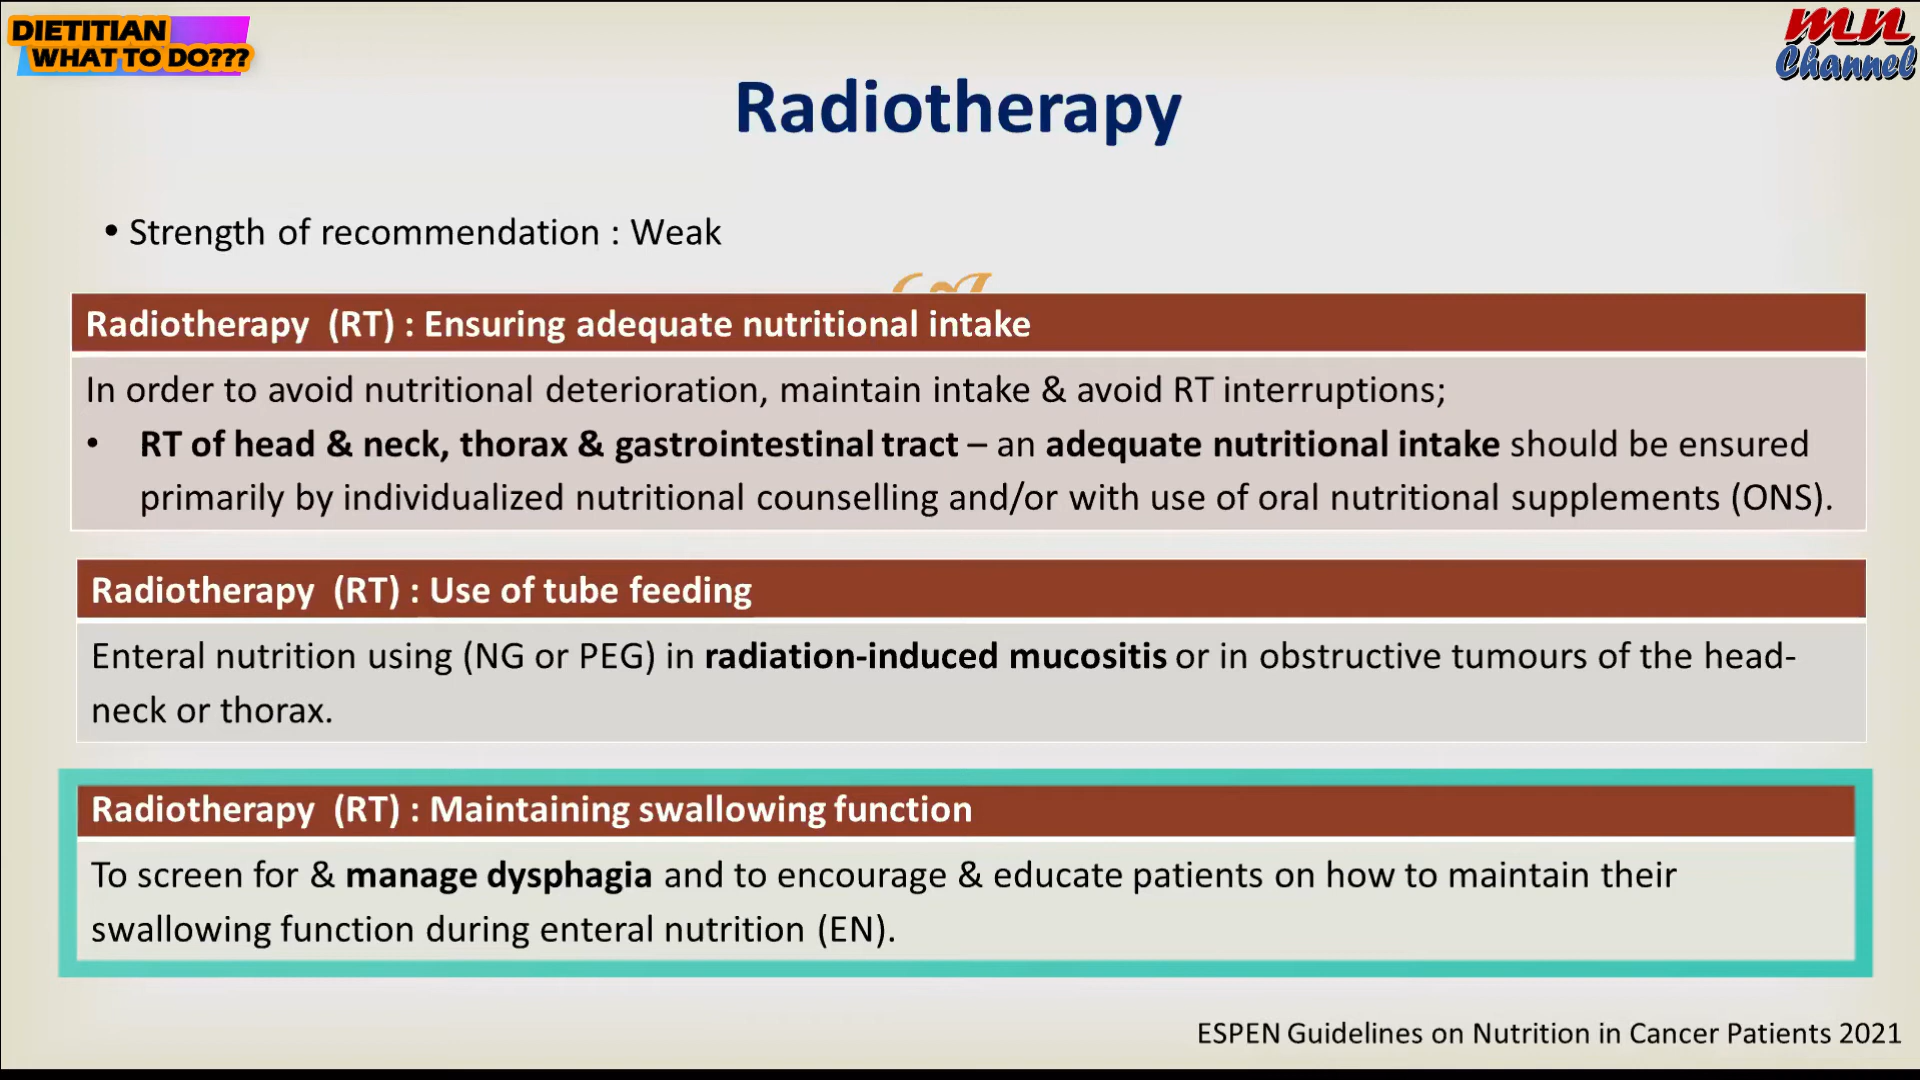 DIETITIAN
WHAT TO DO???
mn
Channel
Radiotherapy
• Strength of recommendation : Weak
Radiotherapy (RT) : Ensuring adequate nutritional intake
In order to avoid nutritional deterioration, maintain intake & avoid RT interruptions;
• RT of head & neck, thorax & gastrointestinal tract – an adequate nutritional intake should be ensured
primarily by individualized nutritional counselling and/or with use of oral nutritional supplements (ONS).
Radiotherapy (RT) : Use of tube feeding
Enteral nutrition using (NG or PEG) in radiation-induced mucositis or in obstructive tumours of the head-
neck or thorax.
Radiotherapy (RT) : Maintaining swallowing function
To screen for & manage dysphagia and to encourage & educate patients on how to maintain their
swallowing function during enteral nutrition (EN).
ESPEN Guidelines on Nutrition in Cancer Patients 2021